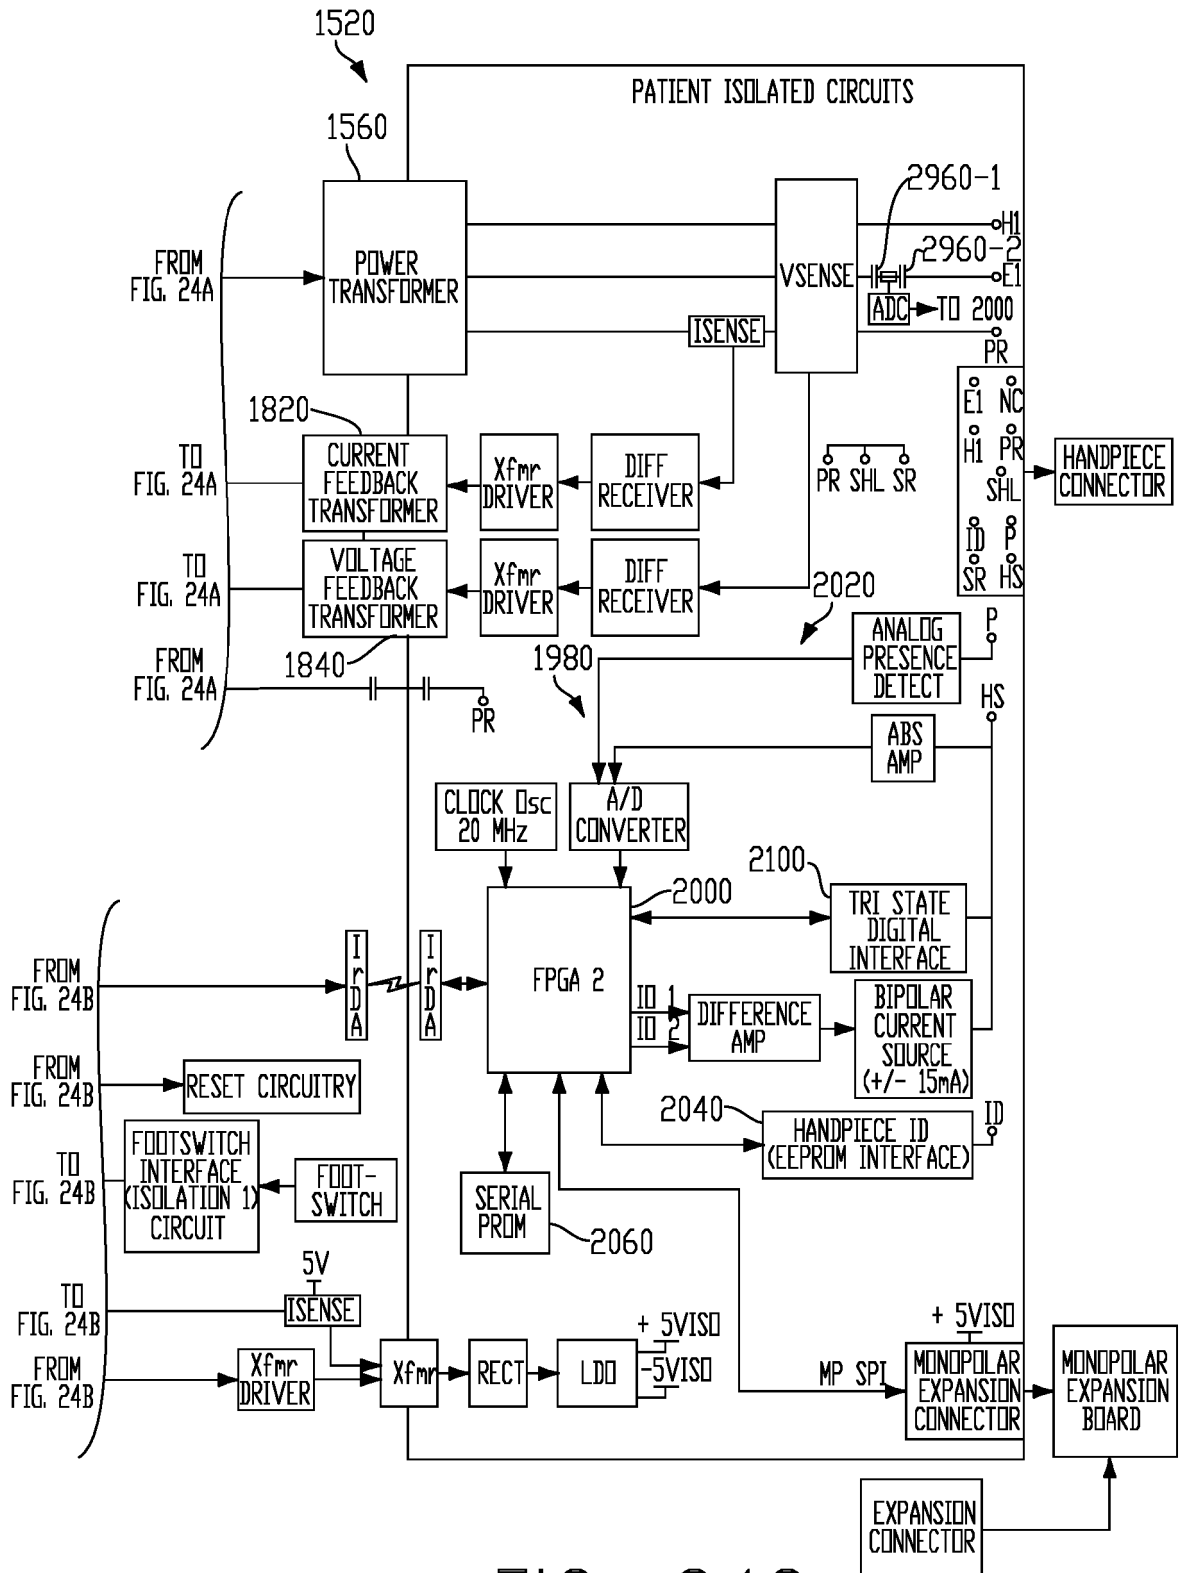 1520
PATIENT ISOLATED CIRCUITS
1560
2960-1
H1
FROM
FIG. 24A
POWER
TRANSFORMER
VSENSE
2960-2
E1
ADC
TO 2000
ISENSE
PR
E1 NC
H1 PR
SHL
ID P
SR HS
HANDPIECE
CONNECTOR
1820
TO
FIG. 24A
CURRENT
FEEDBACK
TRANSFORMER
Xfmr
DRIVER
DIFF
RECEIVER
PR SHL SR
TO
FIG. 24A
VOLTAGE
FEEDBACK
TRANSFORMER
Xfmr
DRIVER
DIFF
RECEIVER
2020
1840
FROM
FIG. 24A
PR
1980
ANALOG
PRESENCE
DETECT
P
HS
ABS
AMP
CLOCK Osc
20 MHz
A/D
CONVERTER
2000
2100
TRI STATE
DIGITAL
INTERFACE
FROM
FIG. 24B
IrDA
IrDA
FPGA 2
IO 1
IO 2
DIFFERENCE
AMP
BIPOLAR
CURRENT
SOURCE
(+/- 15mA)
FROM
FIG. 24B
RESET CIRCUITRY
2040
HANDPIECE ID
(EEPROM INTERFACE)
ID
TO
FIG. 24B
FOOTSWITCH
INTERFACE
(ISOLATION 1)
CIRCUIT
FOOT-
SWITCH
SERIAL
PROM
2060
TO
FIG. 24B
5V
ISENSE
FROM
FIG. 24B
Xfmr
DRIVER
Xfmr
RECT
LDO
+ 5VISO
-5VISO
MP SPI
+ 5VISO
MONOPOLAR
EXPANSION
CONNECTOR
MONOPOLAR
EXPANSION
BOARD
EXPANSION
CONNECTOR